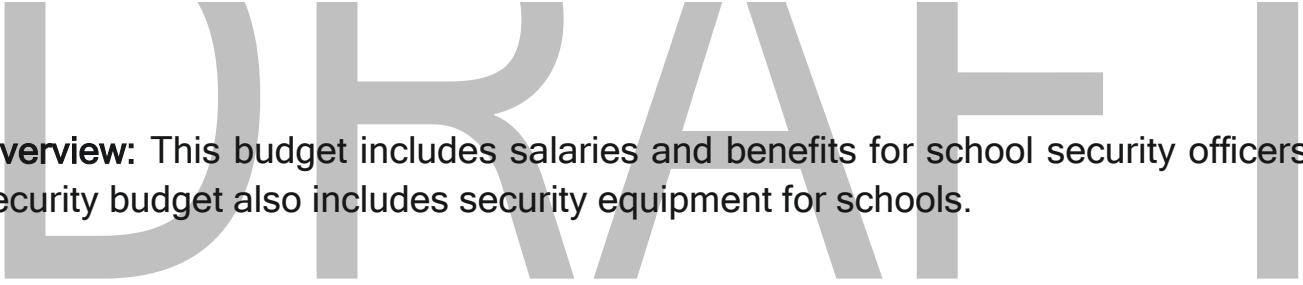 DRAFT
verview: This budget includes salaries and benefits for school security officers
ecurity budget also includes security equipment for schools.